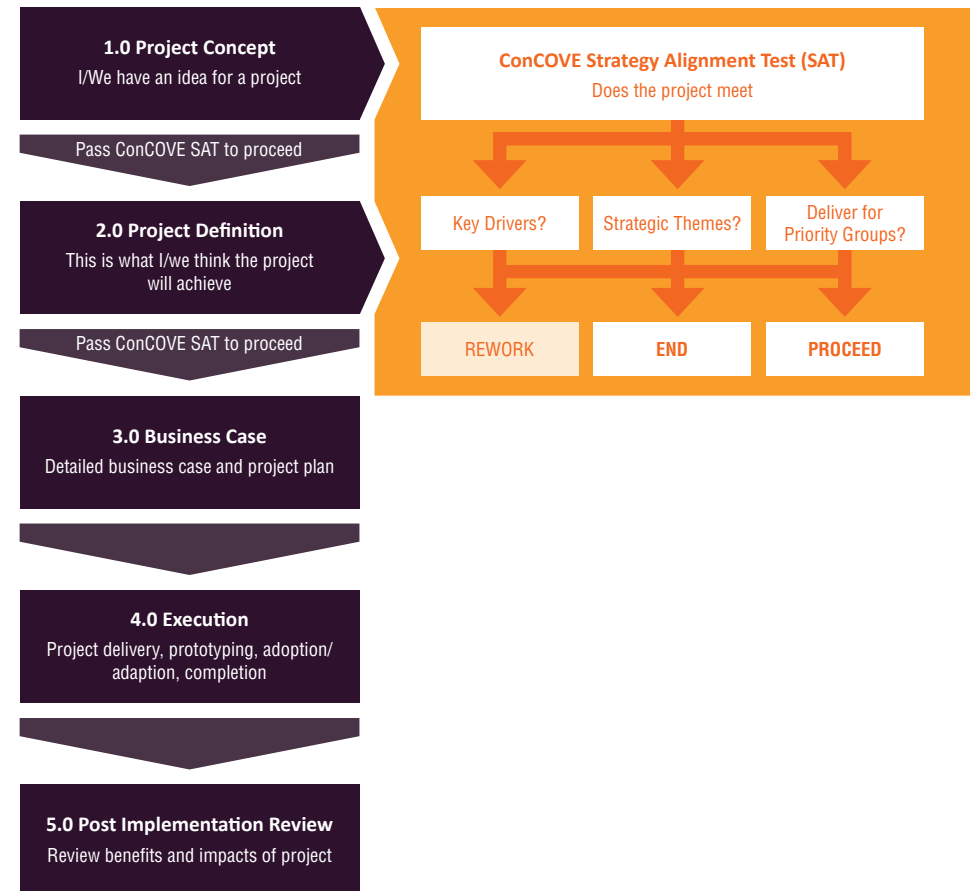 1.0 Project Concept
I/We have an idea for a project
Pass ConCOVE SAT to proceed
2.0 Project Definition
This is what I/we think the project
will achieve
Pass ConCOVE SAT to proceed
3.0 Business Case
Detailed business case and project plan
4.0 Execution
Project delivery, prototyping, adoption/
adaption, completion
5.0 Post Implementation Review
Review benefits and impacts of project
ConCOVE Strategy Alignment Test (SAT)
Does the project meet
Key Drivers?
Strategic Themes?
Deliver for
Priority Groups?
REWORK
END
PROCEED